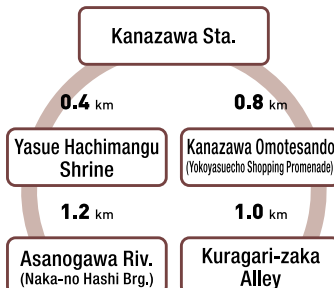 Kanazawa Sta.
0.4 km
0.8 km
Yasue Hachimangu
Shrine
Kanazawa Omotesando
(Yokoyasuecho Shopping Promenade)
1.2 km
1.0 km
Asanogawa Riv.
(Naka-no Hashi Brg.)
Kuragari-zaka
Alley